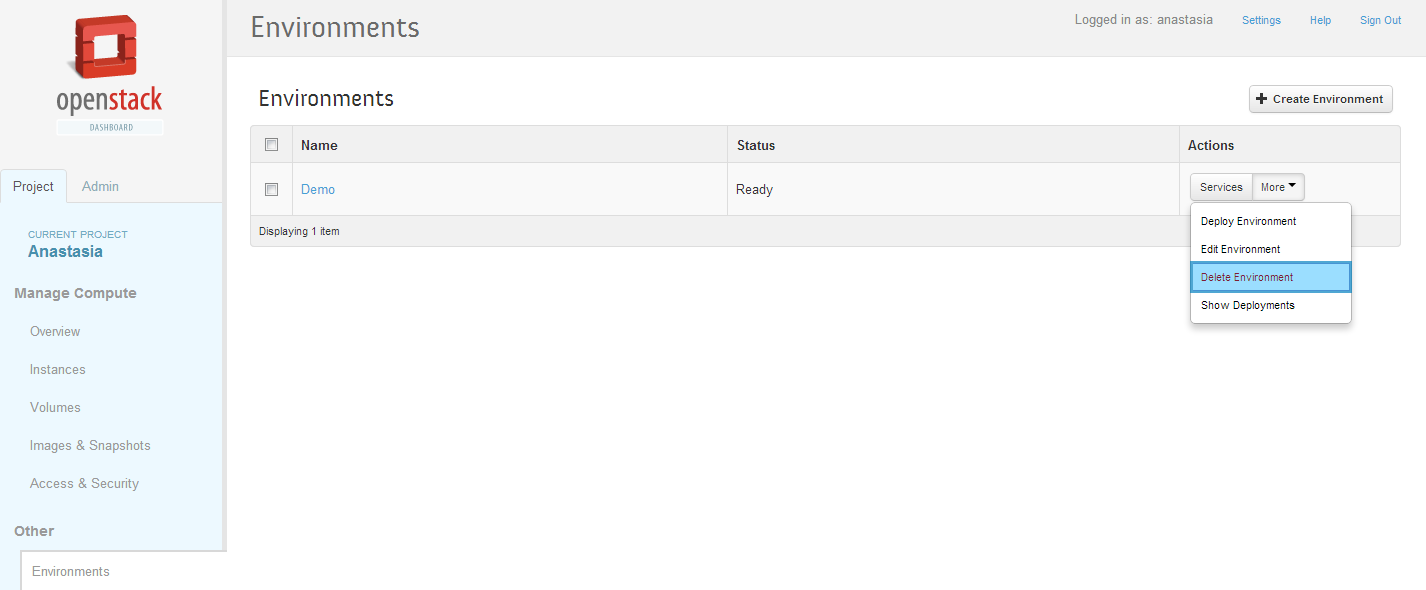 openstack
DASHBOARD
Project Admin
CURRENT PROJECT
Anastasia
Manage Compute
Overview
Instances
Volumes
Images & Snapshots
Access & Security
Other
Environments
Environments
Logged in as: anastasia Settings Help Sign Out
Environments
Create Environment
Name Status Actions
Demo Ready Services More
Displaying 1 item
Deploy Environment
Edit Environment
Delete Environment
Show Deployments